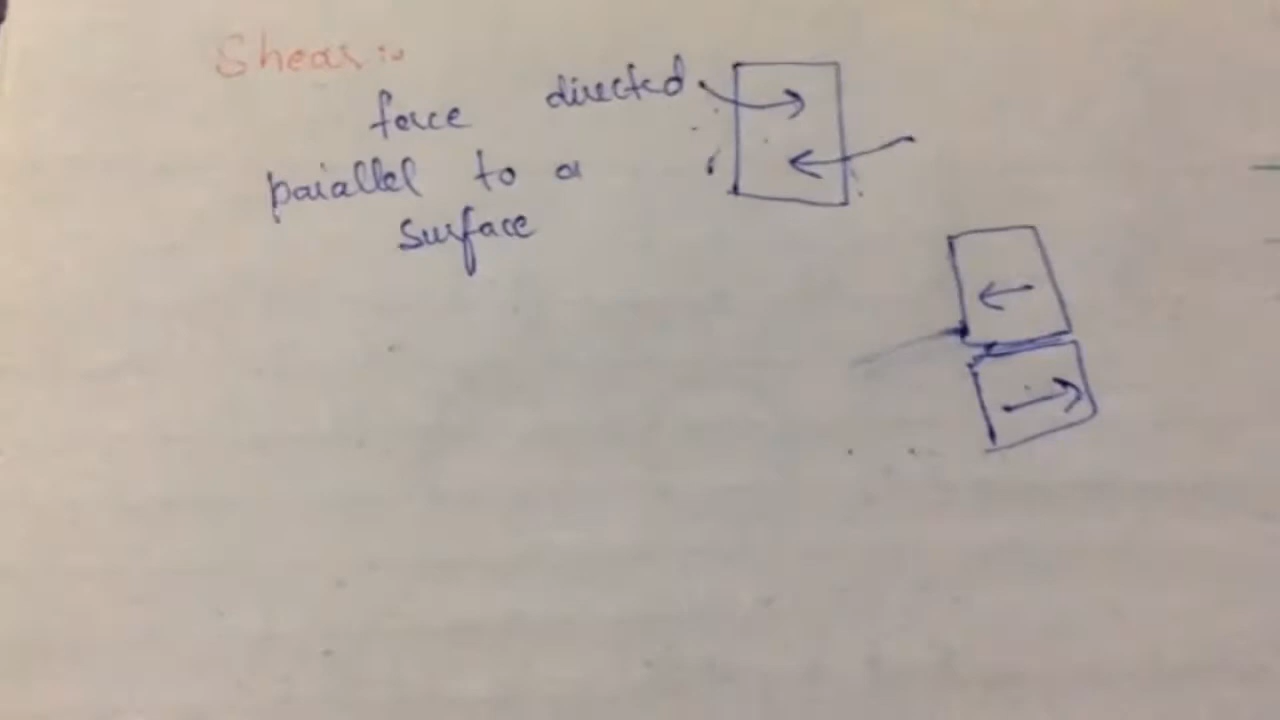 Shear :-
force directed
parallel to a
surface